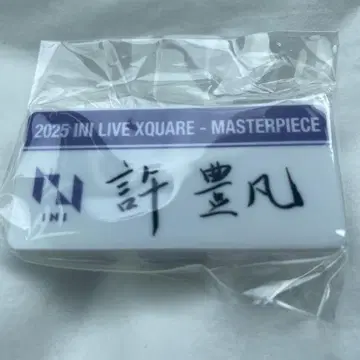 2025 INI LIVE XQUARE - MASTERPIECE
INI
許豊凡